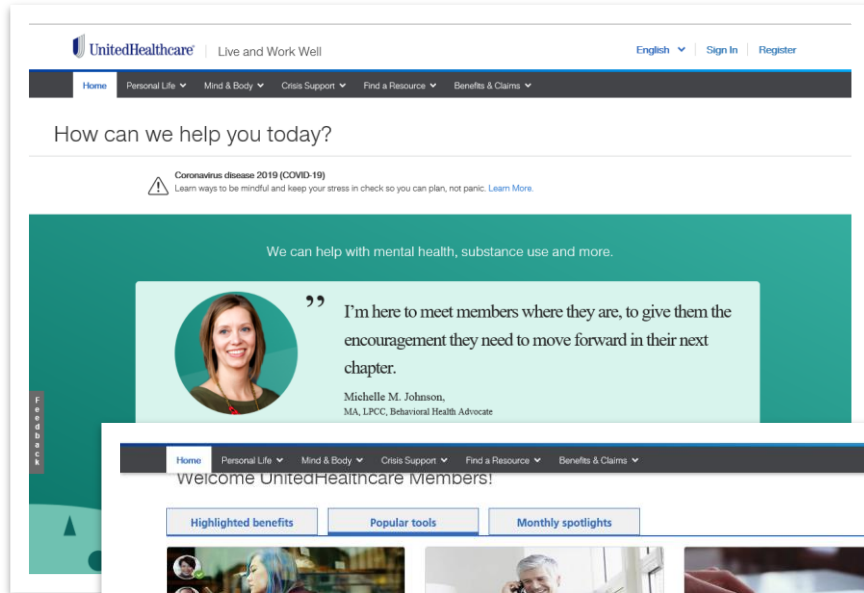 UnitedHealthcare Live and Work Well English Sign In Register
Home Personal Life Mind & Body Crisis Support Find a Resource Benefits & Claims
How can we help you today?
Coronavirus disease 2019 (COVID-19)
Learn ways to be mindful and keep your stress in check so you can plan, not panic. Learn More.
We can help with mental health, substance use and more.
” I'm here to meet members where they are, to give them the
encouragement they need to move forward in their next
chapter.
Michelle M. Johnson,
MA, LPCC, Behavioral Health Advocate
Feedback
Home Personal Life Mind & Body Crisis Support Find a Resource Benefits & Claims
Welcome UnitedHealthcare Members!
Highlighted benefits Popular tools Monthly spotlights